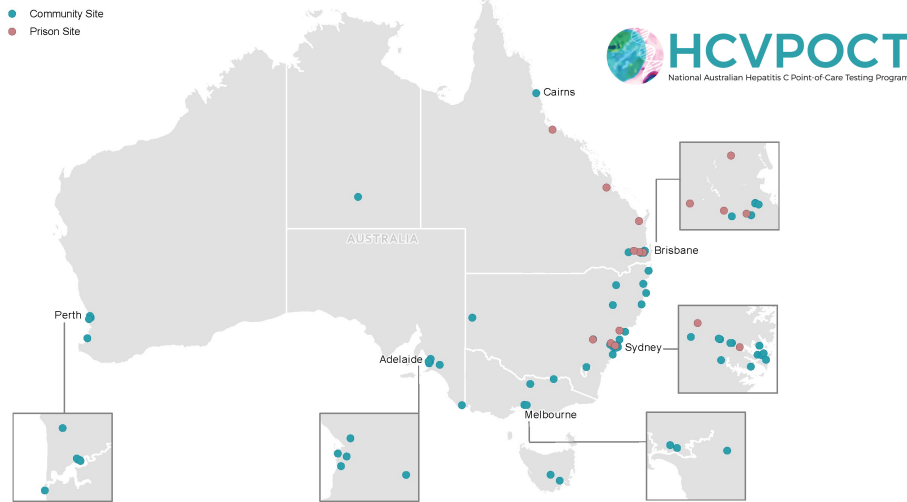 Community Site
Prison Site
HCVPOCT
National Australian Hepatitis C Point-of-Care Testing Program
Cairns
AUSTRALIA
Brisbane
Perth
Sydney
Adelaide
Melbourne